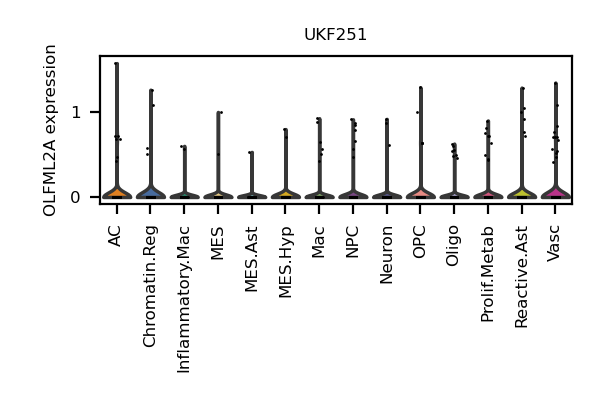 UKF251
OLFML2A expression
1
0
AC
Chromatin.Reg
Inflammatory.Mac
MES
MES.Ast
MES.Hyp
Mac
NPC
Neuron
OPC
Oligo
Prolif.Metab
Reactive.Ast
Vasc